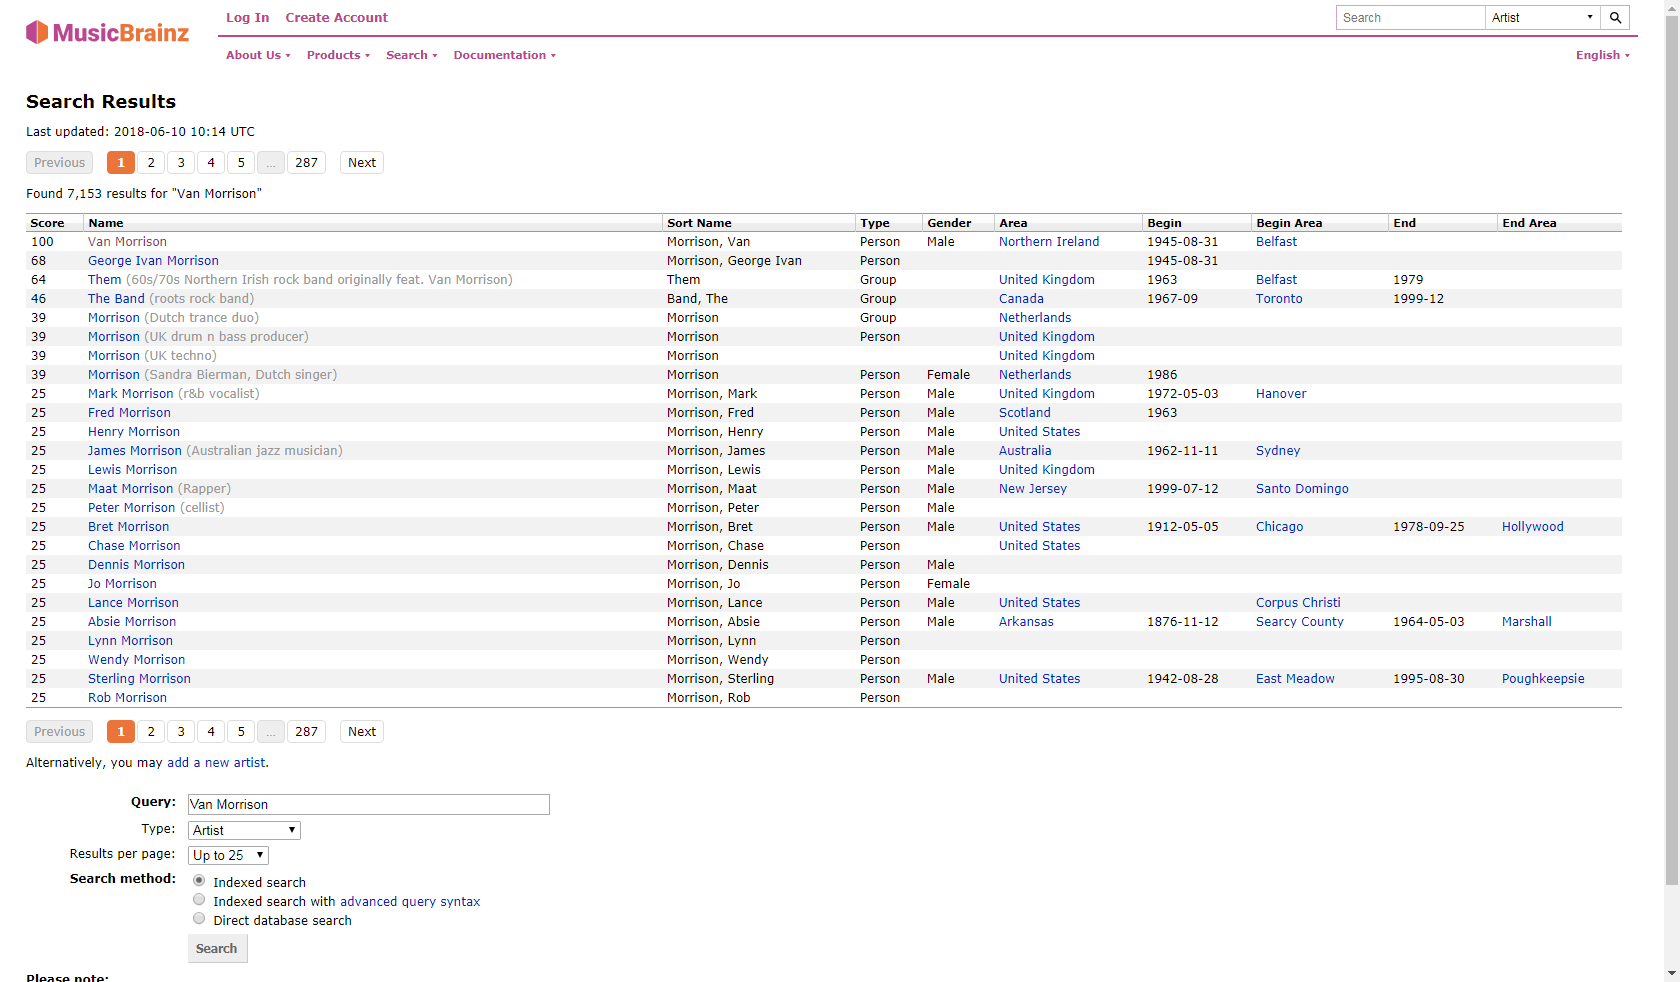 MusicBrainz
Log In Create Account
Search Artist
About Us Products Search Documentation English
Search Results
Last updated: 2018-06-10 10:14 UTC
Previous 1 2 3 4 5 ... 287 Next
Found 7,153 results for "Van Morrison"
Score Name Sort Name Type Gender Area Begin Begin Area End End Area
100 Van Morrison Morrison, Van Person Male Northern Ireland 1945-08-31 Belfast
68 George Ivan Morrison Morrison, George Ivan Person 1945-08-31
64 Them (60s/70s Northern Irish rock band originally feat. Van Morrison) Them Group United Kingdom 1963 Belfast 1979
46 The Band (roots rock band) Band, The Group Canada 1967-09 Toronto 1999-12
39 Morrison (Dutch trance duo) Morrison Group Netherlands
39 Morrison (UK drum n bass producer) Morrison Person United Kingdom
39 Morrison (UK techno) Morrison United Kingdom
39 Morrison (Sandra Bierman, Dutch singer) Morrison Person Female Netherlands 1986
25 Mark Morrison (r&b vocalist) Morrison, Mark Person Male United Kingdom 1972-05-03 Hanover
25 Fred Morrison Morrison, Fred Person Male Scotland 1963
25 Henry Morrison Morrison, Henry Person Male United States
25 James Morrison (Australian jazz musician) Morrison, James Person Male Australia 1962-11-11 Sydney
25 Lewis Morrison Morrison, Lewis Person Male United Kingdom
25 Maat Morrison (Rapper) Morrison, Maat Person Male New Jersey 1999-07-12 Santo Domingo
25 Peter Morrison (cellist) Morrison, Peter Person Male
25 Bret Morrison Morrison, Bret Person Male United States 1912-05-05 Chicago 1978-09-25 Hollywood
25 Chase Morrison Morrison, Chase Person United States
25 Dennis Morrison Morrison, Dennis Person Male
25 Jo Morrison Morrison, Jo Person Female
25 Lance Morrison Morrison, Lance Person Male United States Corpus Christi
25 Absie Morrison Morrison, Absie Person Male Arkansas 1876-11-12 Searcy County 1964-05-03 Marshall
25 Lynn Morrison Morrison, Lynn Person
25 Wendy Morrison Morrison, Wendy Person
25 Sterling Morrison Morrison, Sterling Person Male United States 1942-08-28 East Meadow 1995-08-30 Poughkeepsie
25 Rob Morrison Morrison, Rob Person
Previous 1 2 3 4 5 ... 287 Next
Alternatively, you may add a new artist.
Query: Van Morrison
Type: Artist
Results per page: Up to 25
Search method: Indexed search
Indexed search with advanced query syntax
Direct database search
Search
Please note: